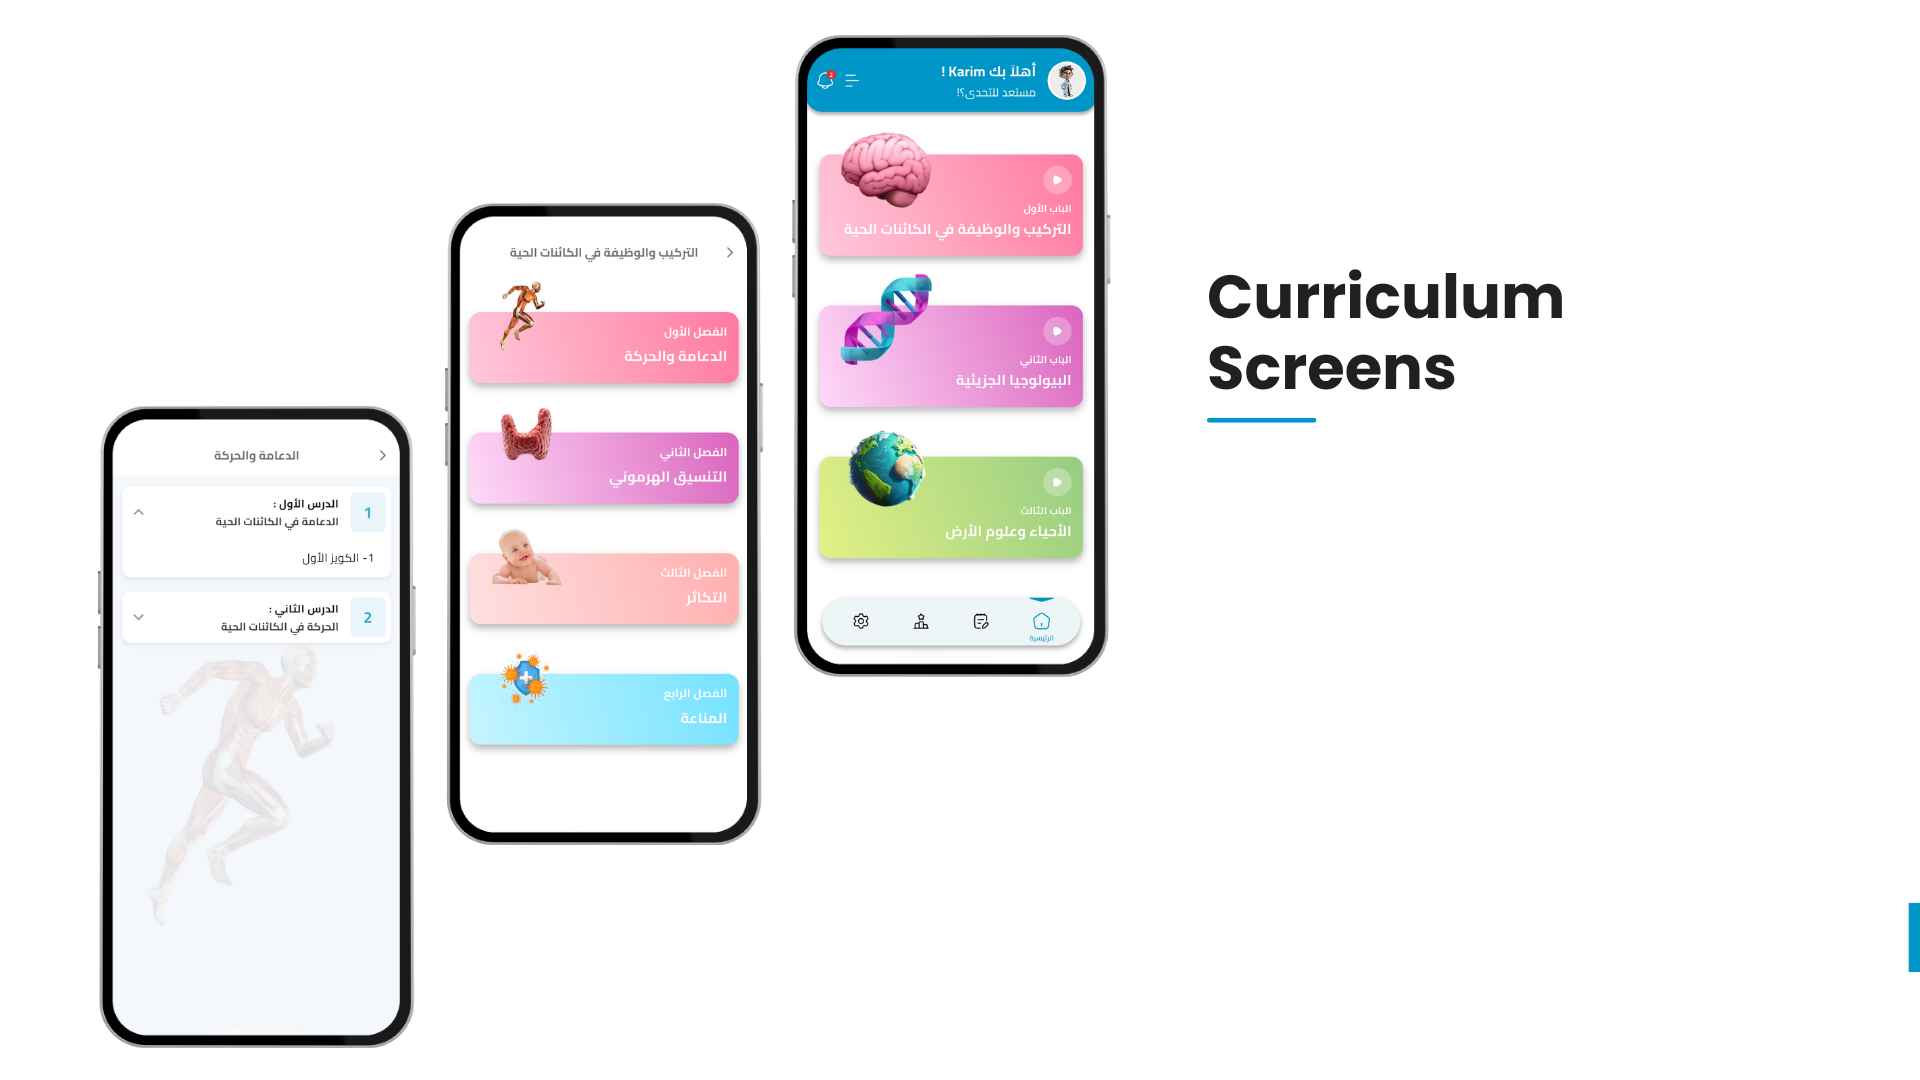 Curriculum
Screens
أهلاً بك Karim !
مستعد للتحدي؟!
2
الباب الأول
التركيب والوظيفة في الكائنات الحية
الباب الثاني
البيولوجيا الجزيئية
الباب الثالث
الأحياء وعلوم الأرض
الرئيسية
التركيب والوظيفة في الكائنات الحية
الفصل الأول
الدعامة والحركة
الفصل الثاني
التنسيق الهرموني
الفصل الثالث
التكاثر
الفصل الرابع
المناعة
الدعامة والحركة
1
الدرس الأول :
الدعامة في الكائنات الحية
1- الكويز الأول
2
الدرس الثاني :
الحركة في الكائنات الحية